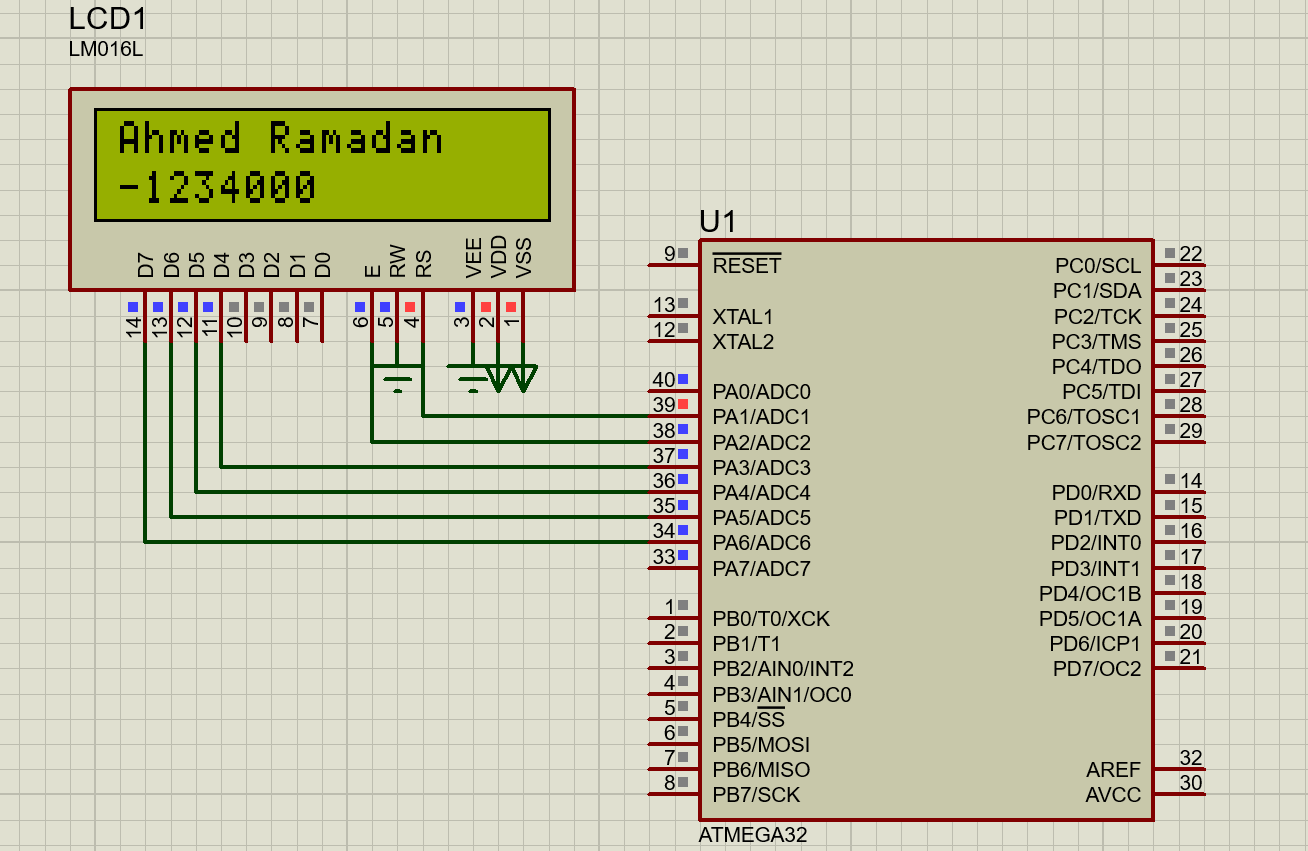 LCD1
LM016L
Ahmed Ramadan
-1234000
D7 D6 D5 D4 D3 D2 D1 D0 E RW RS VEE VDD VSS
14 13 12 11 10 9 8 7 6 5 4 3 2 1
U1
9 RESET
13 XTAL1
12 XTAL2
40 PA0/ADC0
39 PA1/ADC1
38 PA2/ADC2
37 PA3/ADC3
36 PA4/ADC4
35 PA5/ADC5
34 PA6/ADC6
33 PA7/ADC7
1 PB0/T0/XCK
2 PB1/T1
3 PB2/AIN0/INT2
4 PB3/AIN1/OC0
5 PB4/SS
6 PB5/MOSI
7 PB6/MISO
8 PB7/SCK
PC0/SCL 22
PC1/SDA 23
PC2/TCK 24
PC3/TMS 25
PC4/TDO 26
PC5/TDI 27
PC6/TOSC1 28
PC7/TOSC2 29
PD0/RXD 14
PD1/TXD 15
PD2/INT0 16
PD3/INT1 17
PD4/OC1B 18
PD5/OC1A 19
PD6/ICP1 20
PD7/OC2 21
AREF 32
AVCC 30
ATMEGA32